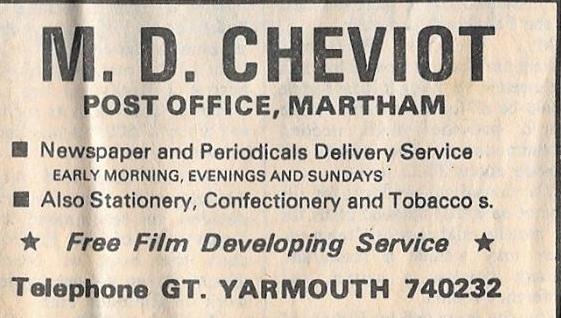 M. D. CHEVIOT
POST OFFICE, MARTHAM
■ Newspaper and Periodicals Delivery Service
EARLY MORNING, EVENINGS AND SUNDAYS
■ Also Stationery, Confectionery and Tobacco s.
★ Free Film Developing Service ★
Telephone GT. YARMOUTH 740232